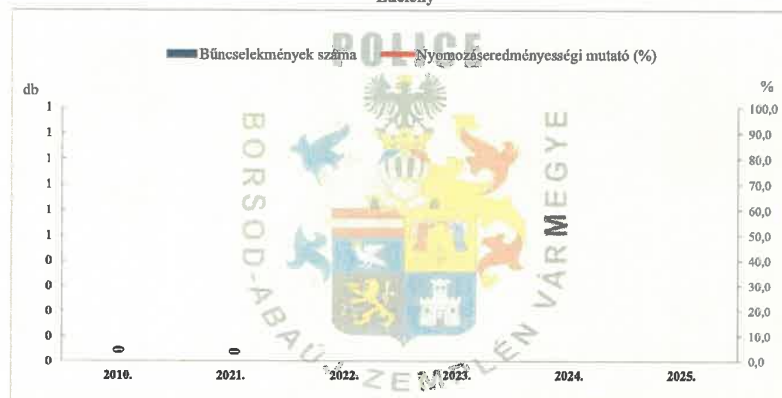 POLICE
Bűncselekmények száma Nyomozáseredményességi mutató (%)
db %
1 100,0
1 90,0
1 80,0
1 70,0
1 60,0
1 50,0
0 40,0
0 30,0
0 20,0
0 10,0
0 0,0
0 0
2010. 2021. 2022. 2023. 2024. 2025.
BORSOD-ABAÚJ ZEMPLÉN VÁRMEGYE